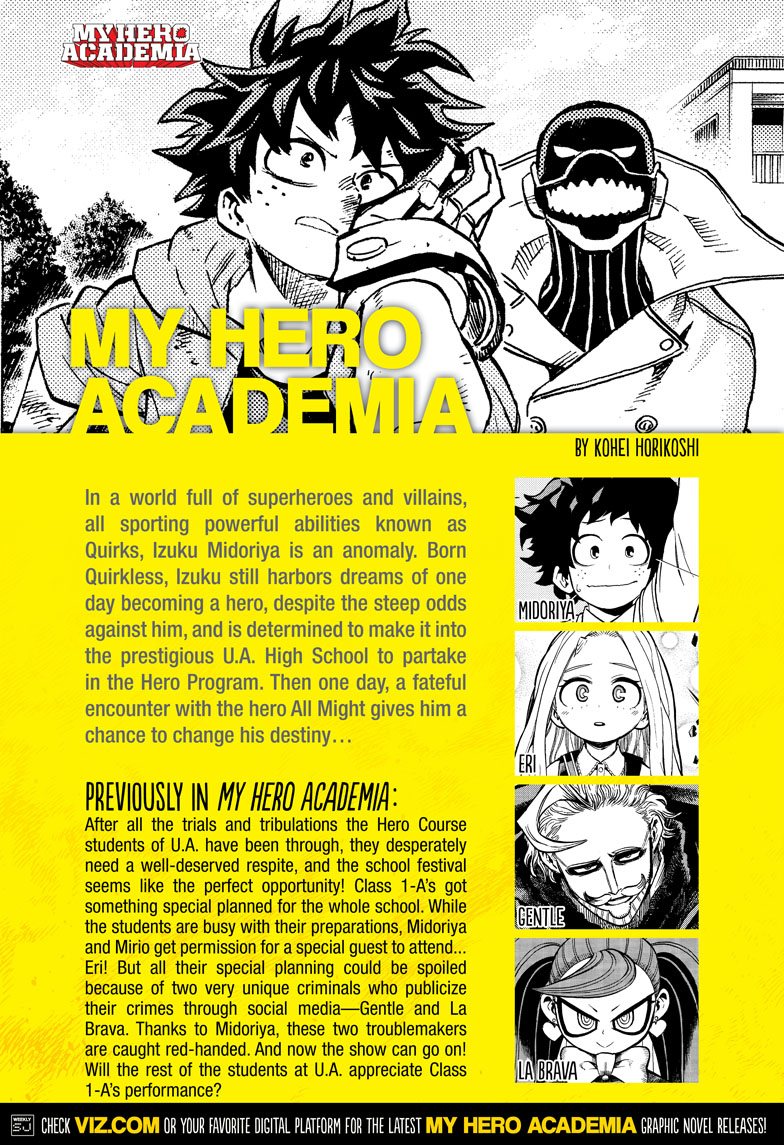 MY HERO
ACADEMIA
MY HERO
ACADEMIA
BY KOHEI HORIKOSHI
In a world full of superheroes and villains,
all sporting powerful abilities known as
Quirks, Izuku Midoriya is an anomaly. Born
Quirkless, Izuku still harbors dreams of one
day becoming a hero, despite the steep odds
against him, and is determined to make it into
the prestigious U.A. High School to partake
in the Hero Program. Then one day, a fateful
encounter with the hero All Might gives him a
chance to change his destiny…
PREVIOUSLY IN MY HERO ACADEMIA:
After all the trials and tribulations the Hero Course
students of U.A. have been through, they desperately
need a well-deserved respite, and the school festival
seems like the perfect opportunity! Class 1-A's got
something special planned for the whole school. While
the students are busy with their preparations, Midoriya
and Mirio get permission for a special guest to attend...
Eri! But all their special planning could be spoiled
because of two very unique criminals who publicize
their crimes through social media—Gentle and La
Brava. Thanks to Midoriya, these two troublemakers
are caught red-handed. And now the show can go on!
Will the rest of the students at U.A. appreciate Class
1-A's performance?
MIDORIYA
ERI
GENTLE
LA BRAVA
WEEKLY
SJ
CHECK VIZ.COM OR YOUR FAVORITE DIGITAL PLATFORM FOR THE LATEST MY HERO ACADEMIA GRAPHIC NOVEL RELEASES!